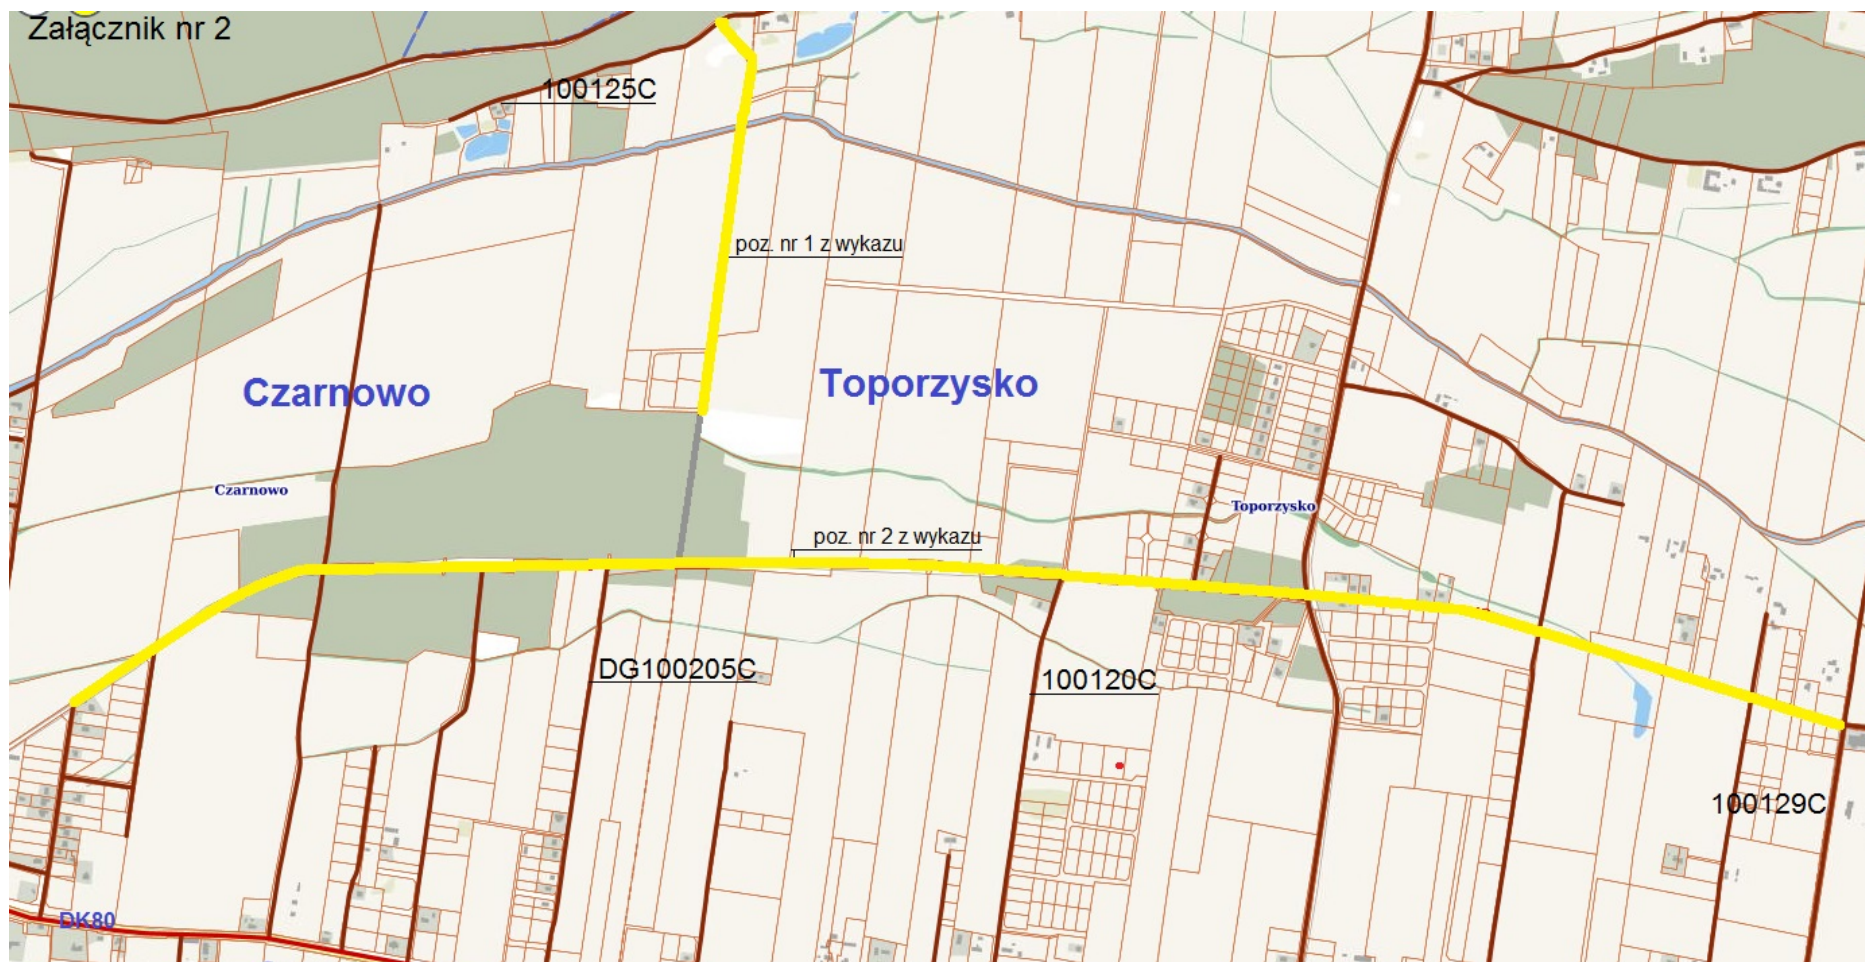 Załącznik nr 2
100125C
poz. nr 1 z wykazu
Czarnowo
Toporzysko
Czarnowo
Toporzysko
poz. nr 2 z wykazu
DG100205C
100120C
100129C
DK80